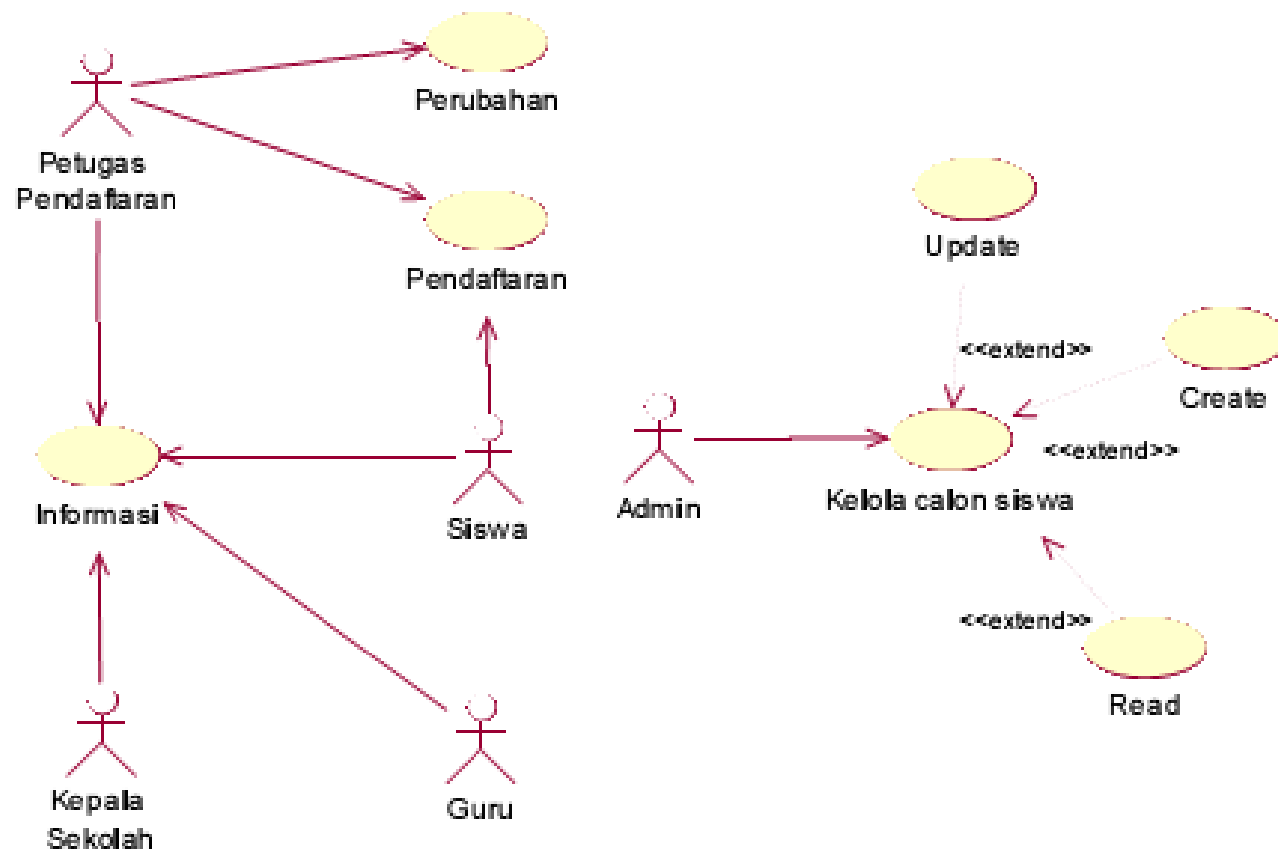 Perubahan
Petugas
Pendaftaran
Pendaftaran
Update
<<extend>>
Create
<<extend>>
Informasi
Siswa
Admin
Kelola calon siswa
<<extend>>
Read
Kepala
Sekolah
Guru